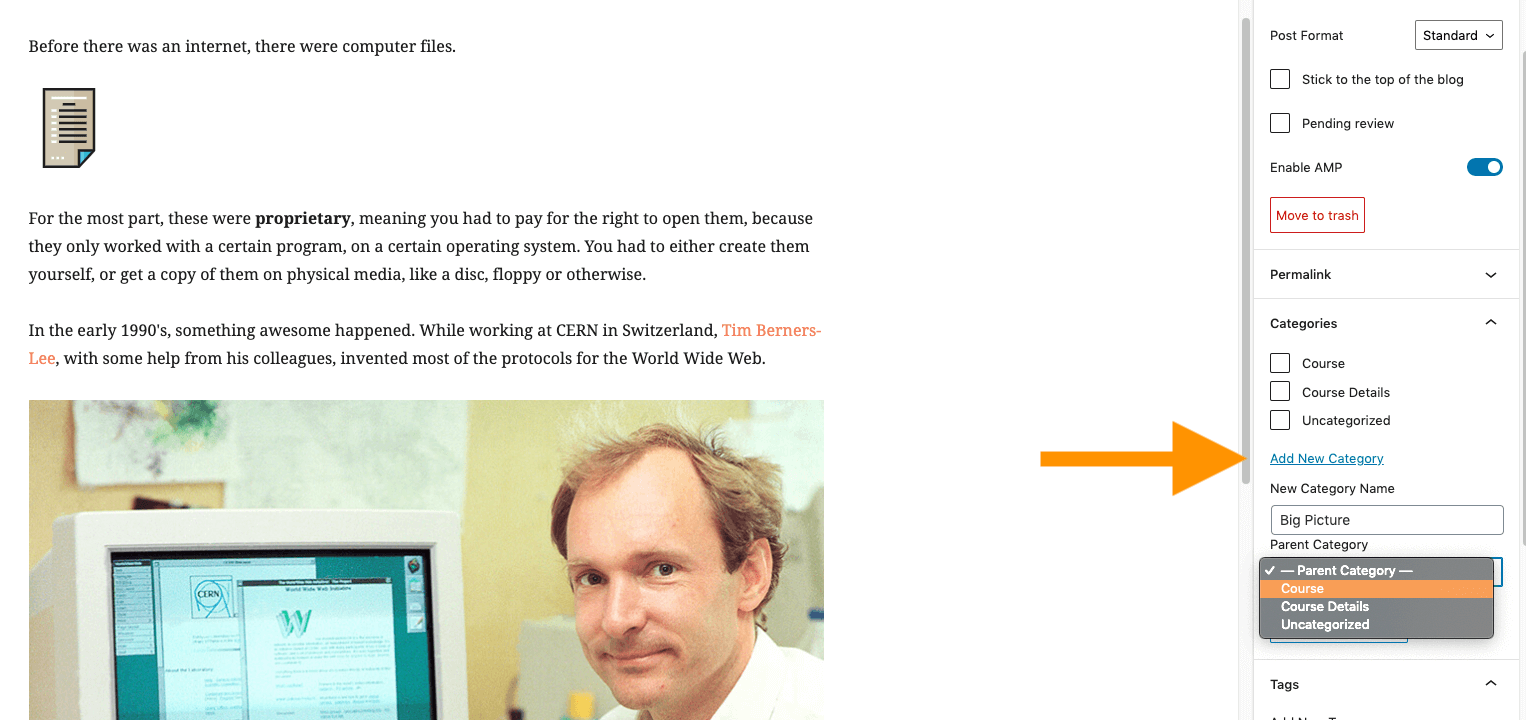 Before there was an internet, there were computer files.
For the most part, these were proprietary, meaning you had to pay for the right to open them, because
they only worked with a certain program, on a certain operating system. You had to either create them
yourself, or get a copy of them on physical media, like a disc, floppy or otherwise.
In the early 1990's, something awesome happened. While working at CERN in Switzerland, Tim Berners-
Lee, with some help from his colleagues, invented most of the protocols for the World Wide Web.
CERN
World Wide Web Initiative
W
Post Format
Standard
Stick to the top of the blog
Pending review
Enable AMP
Move to trash
Permalink
Categories
Course
Course Details
Uncategorized
Add New Category
New Category Name
Big Picture
Parent Category
— Parent Category —
Course
Course Details
Uncategorized
Tags